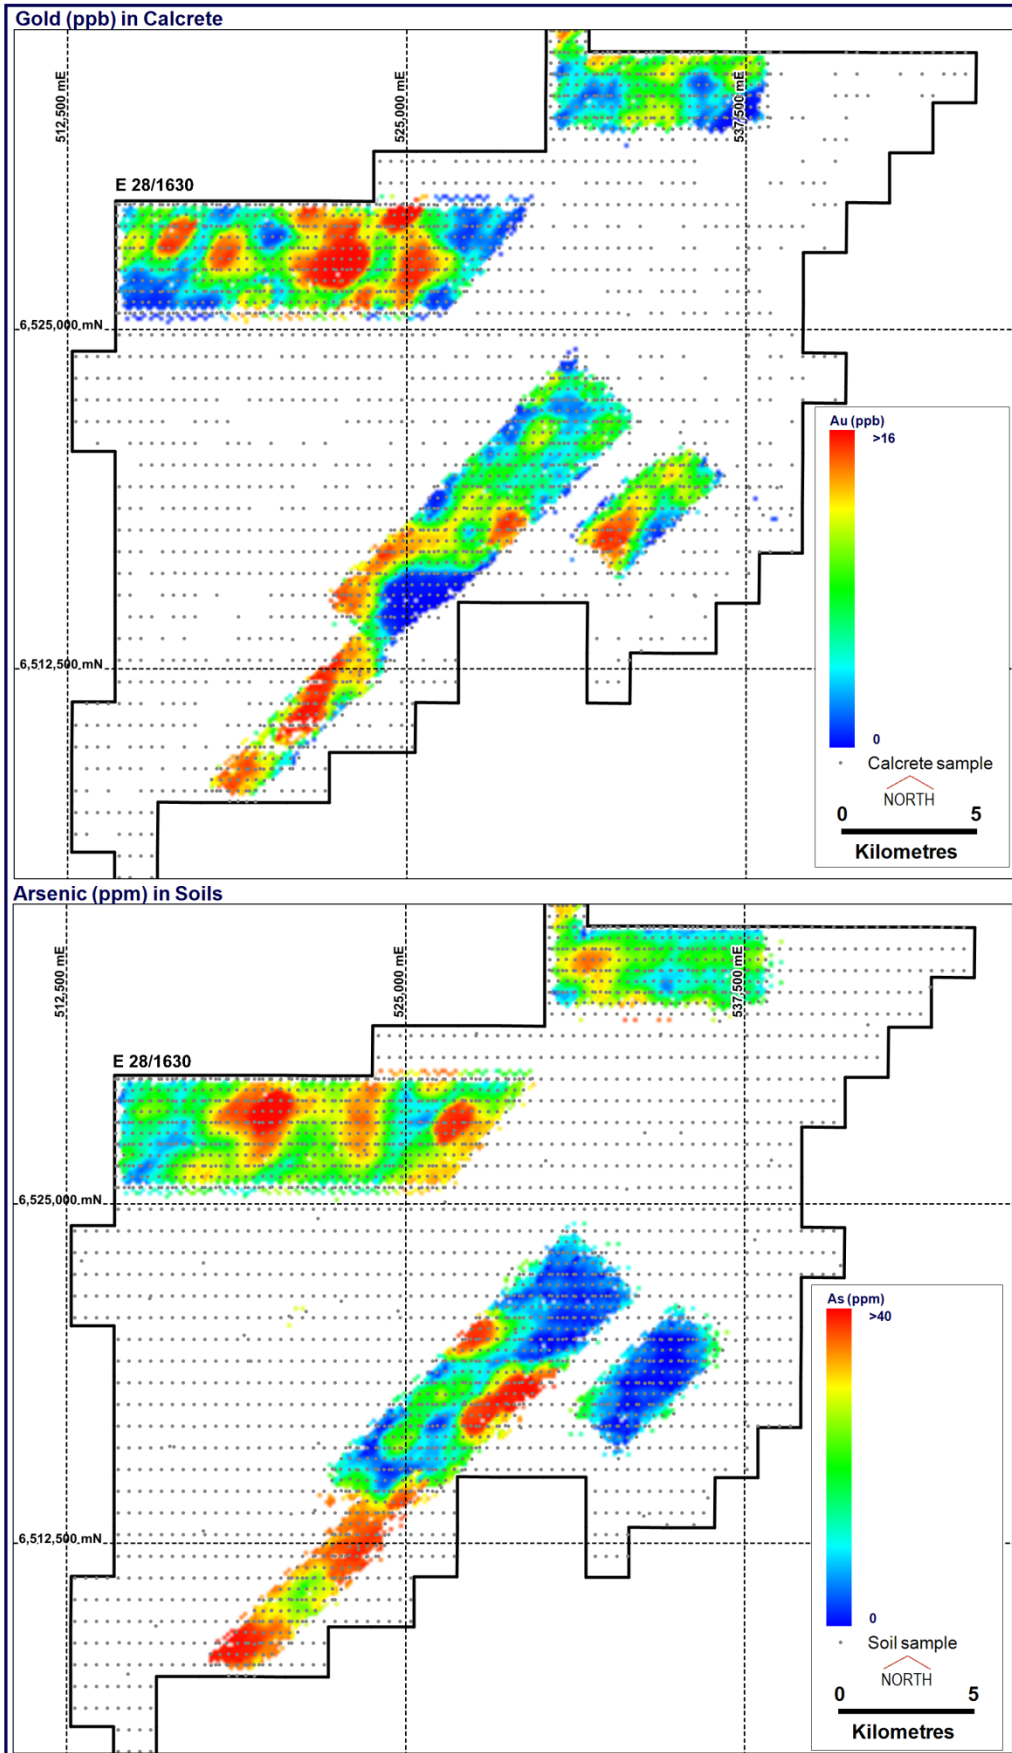 Gold (ppb) in Calcrete
512,500 mE
525,000 mE
537,500 mE
E 28/1630
6,525,000 mN
Au (ppb)
>16
0
Calcrete sample
NORTH
0 5
Kilometres
6,512,500 mN
Arsenic (ppm) in Soils
512,500 mE
525,000 mE
537,500 mE
E 28/1630
6,525,000 mN
As (ppm)
>40
0
Soil sample
NORTH
0 5
Kilometres
6,512,500 mN